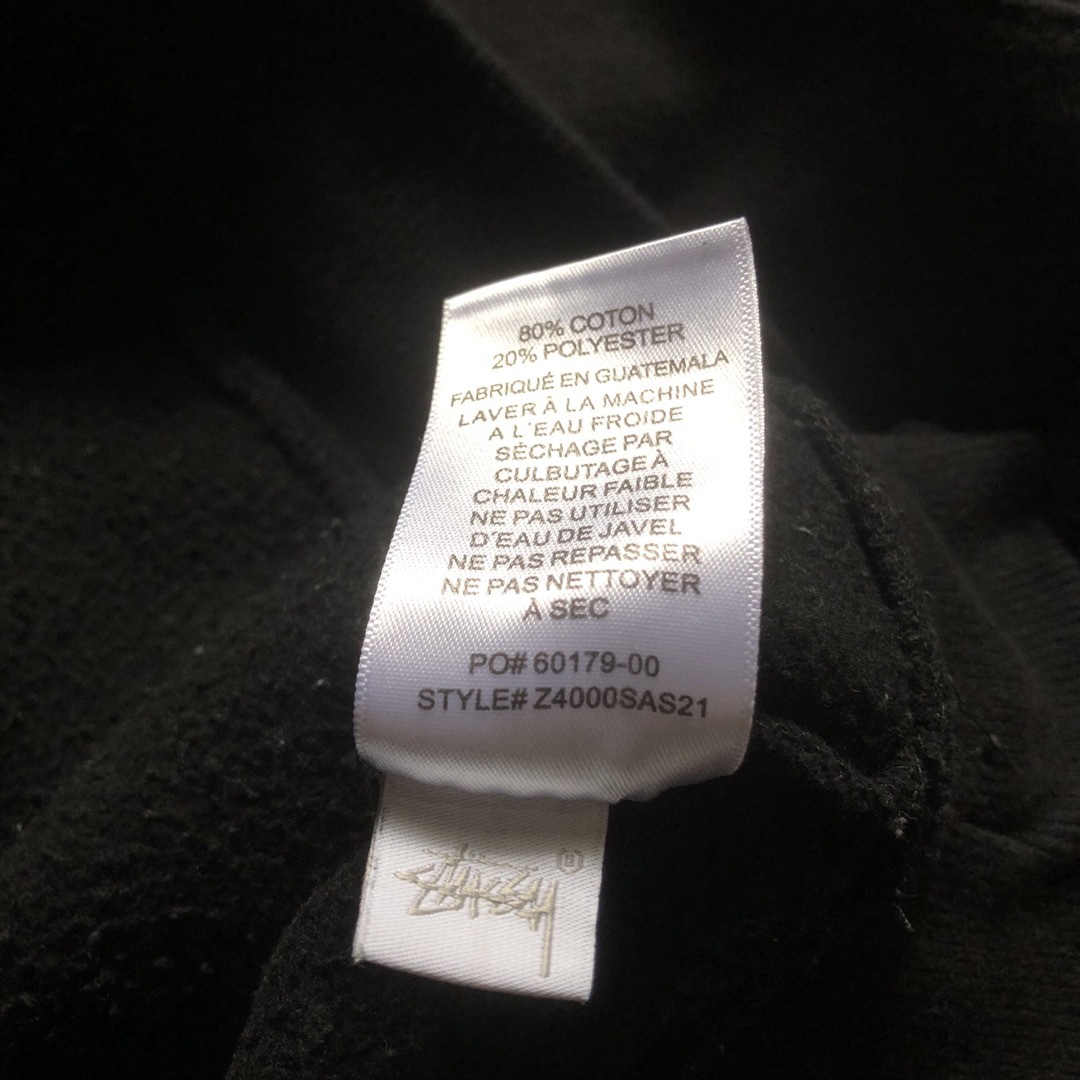 80% COTON
20% POLYESTER
FABRIQUÉ EN GUATEMALA
LAVER À LA MACHINE
A L'EAU FROIDE
SÉCHAGE PAR
CULBUTAGE À
CHALEUR FAIBLE
NE PAS UTILISER
D'EAU DE JAVEL
NE PAS REPASSER
NE PAS NETTOYER
À SEC
PO# 60179-00
STYLE# Z4000SAS21
Stüssy ®